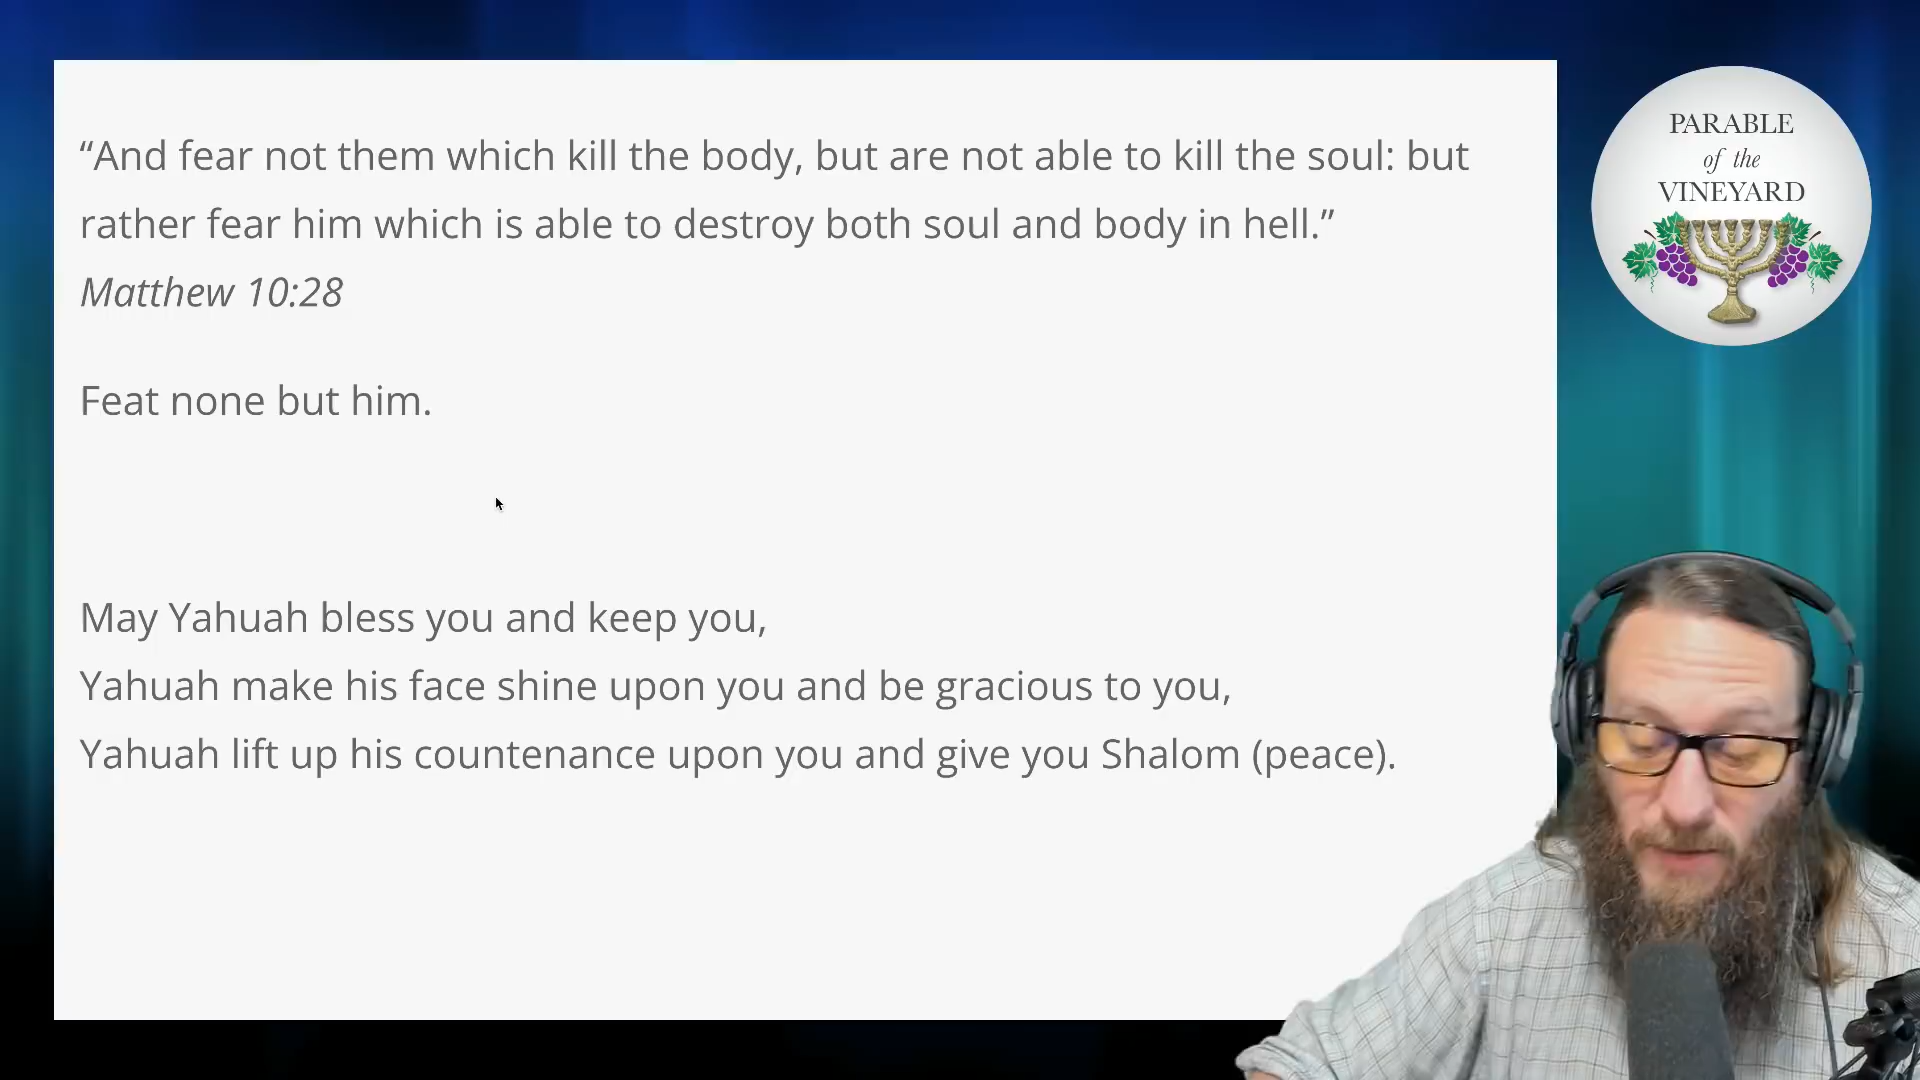 “And fear not them which kill the body, but are not able to kill the soul: but
rather fear him which is able to destroy both soul and body in hell.”
Matthew 10:28
Feat none but him.
May Yahuah bless you and keep you,
Yahuah make his face shine upon you and be gracious to you,
Yahuah lift up his countenance upon you and give you Shalom (peace).
PARABLE
of the
VINEYARD